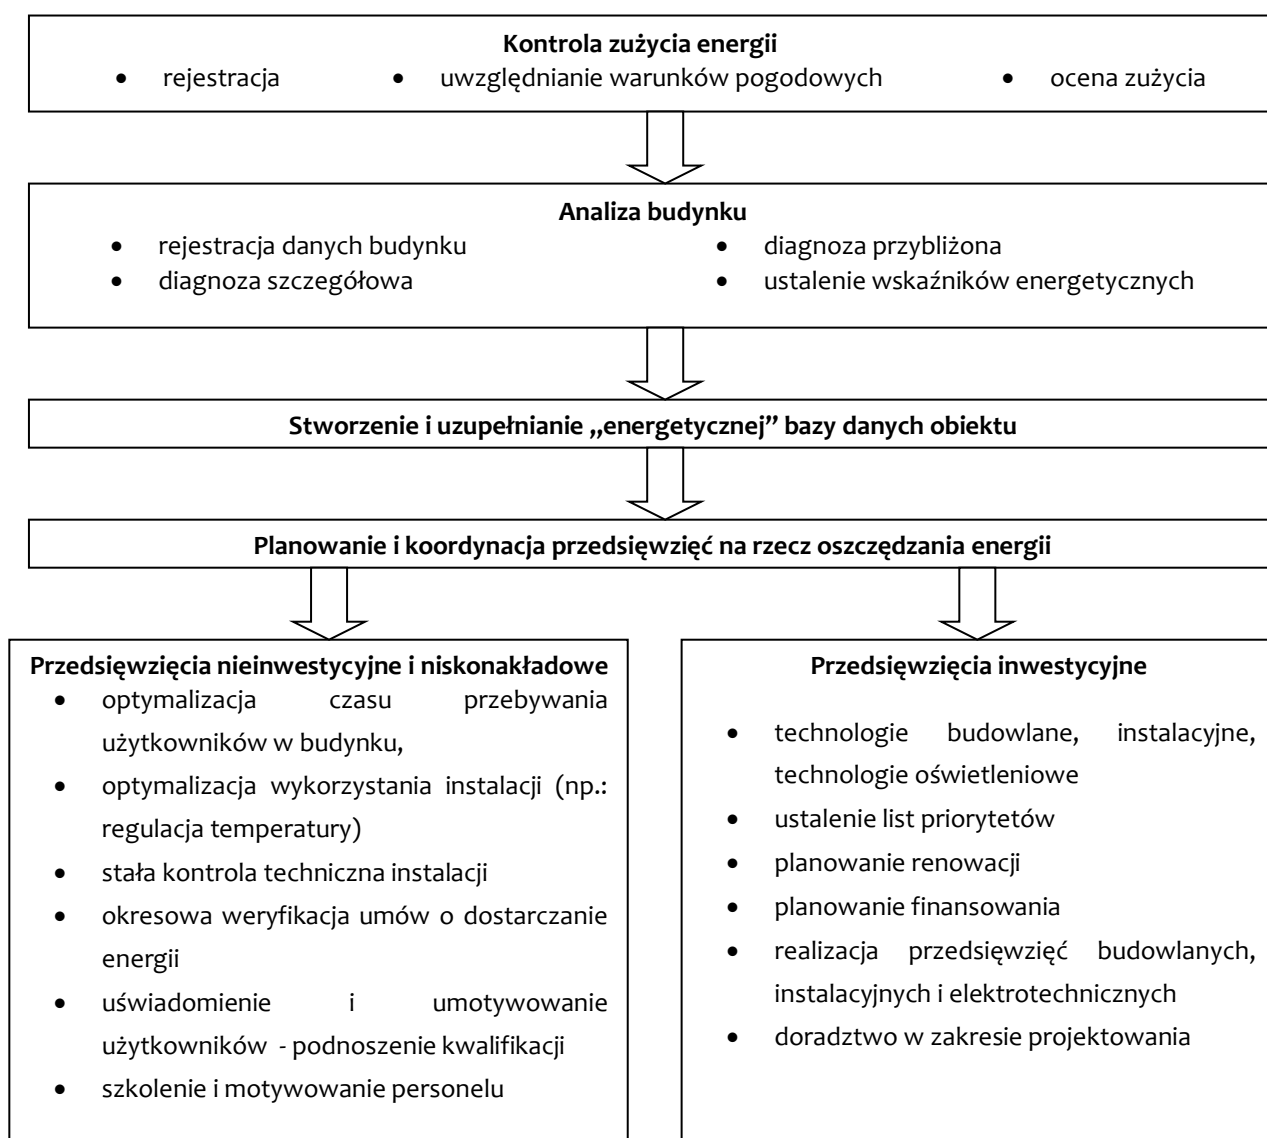 Kontrola zużycia energii
• rejestracja • uwzględnianie warunków pogodowych • ocena zużycia
Analiza budynku
• rejestracja danych budynku • diagnoza przybliżona
• diagnoza szczegółowa • ustalenie wskaźników energetycznych
Stworzenie i uzupełnianie „energetycznej” bazy danych obiektu
Planowanie i koordynacja przedsięwzięć na rzecz oszczędzania energii
Przedsięwzięcia nieinwestycyjne i niskonakładowe
• optymalizacja czasu przebywania
użytkowników w budynku,
• optymalizacja wykorzystania instalacji (np.:
regulacja temperatury)
• stała kontrola techniczna instalacji
• okresowa weryfikacja umów o dostarczanie
energii
• uświadomienie i umotywowanie
użytkowników - podnoszenie kwalifikacji
• szkolenie i motywowanie personelu
Przedsięwzięcia inwestycyjne
• technologie budowlane, instalacyjne,
technologie oświetleniowe
• ustalenie list priorytetów
• planowanie renowacji
• planowanie finansowania
• realizacja przedsięwzięć budowlanych,
instalacyjnych i elektrotechnicznych
• doradztwo w zakresie projektowania